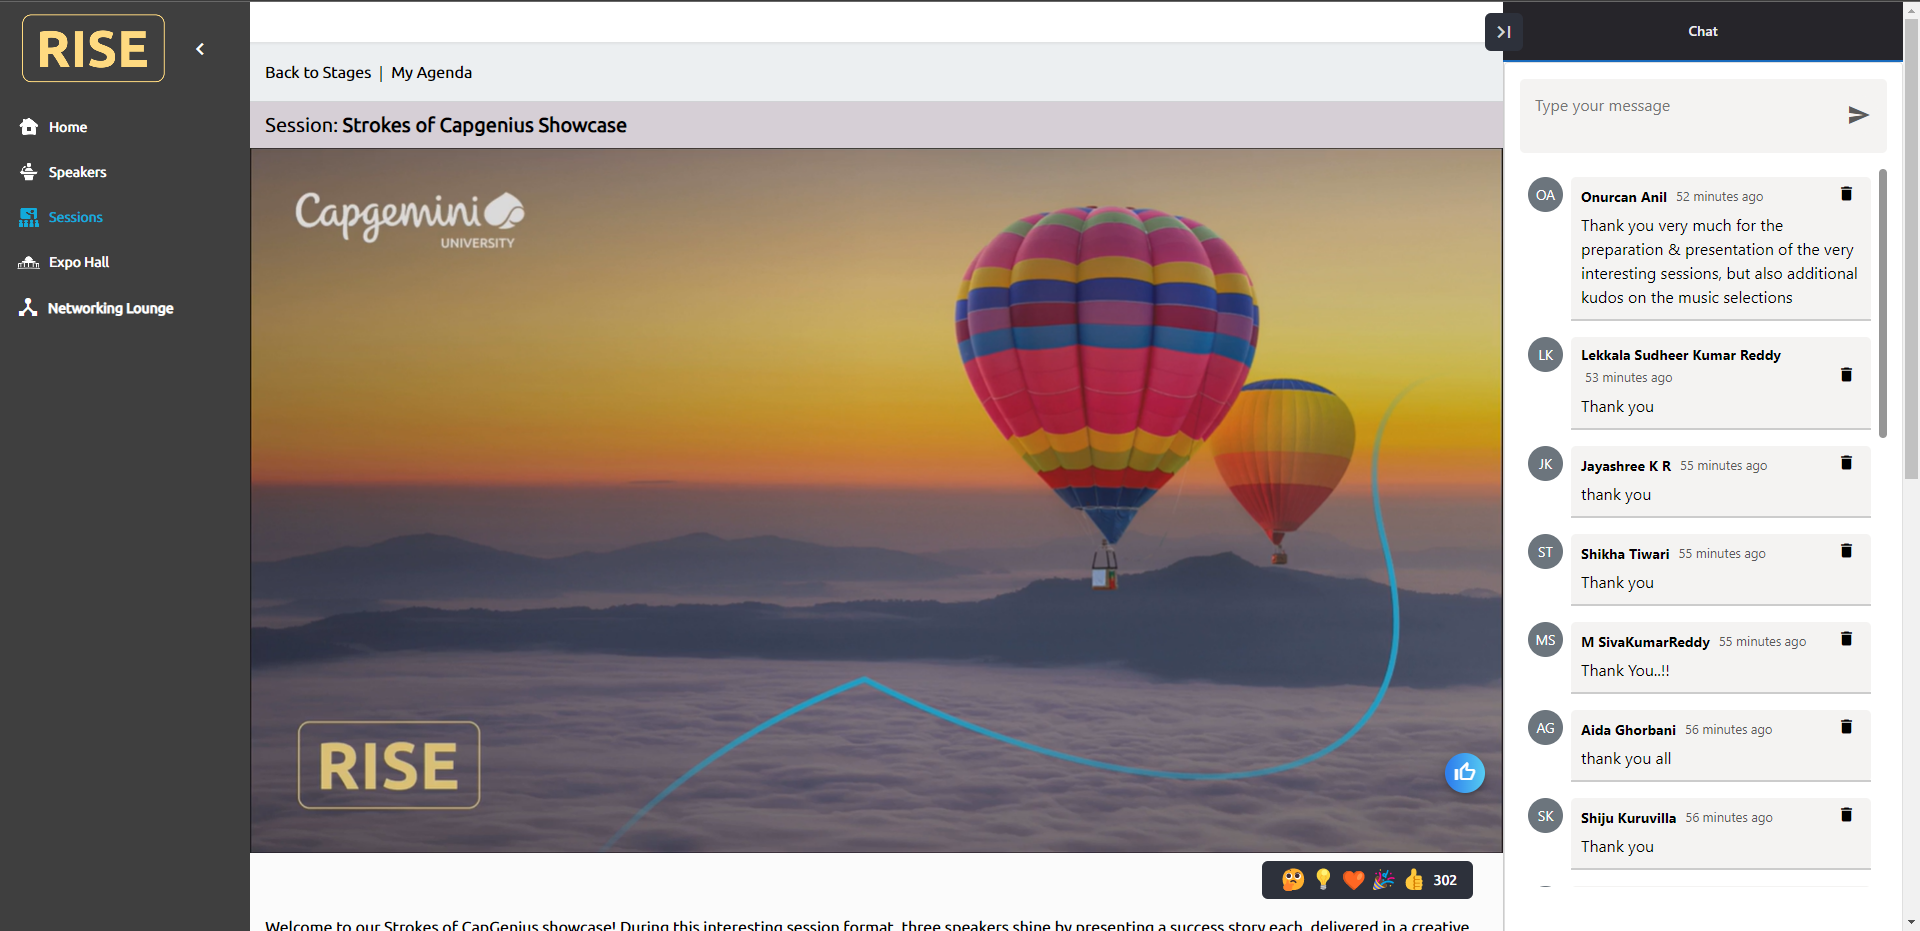 RISE
Home
Speakers
Sessions
Expo Hall
Networking Lounge
Back to Stages | My Agenda
Session: Strokes of Capgenius Showcase
Capgemini
UNIVERSITY
RISE
302
Welcome to our Strokes of CapGenius showcase! During this interesting session format, three speakers shine by presenting a success story each, delivered in a creative
Chat
Type your message
OA
Onurcan Anil 52 minutes ago
Thank you very much for the
preparation & presentation of the very
interesting sessions, but also additional
kudos on the music selections
LK
Lekkala Sudheer Kumar Reddy
53 minutes ago
Thank you
JK
Jayashree K R 55 minutes ago
thank you
ST
Shikha Tiwari 55 minutes ago
Thank you
MS
M SivaKumarReddy 55 minutes ago
Thank You..!!
AG
Aida Ghorbani 56 minutes ago
thank you all
SK
Shiju Kuruvilla 56 minutes ago
Thank you